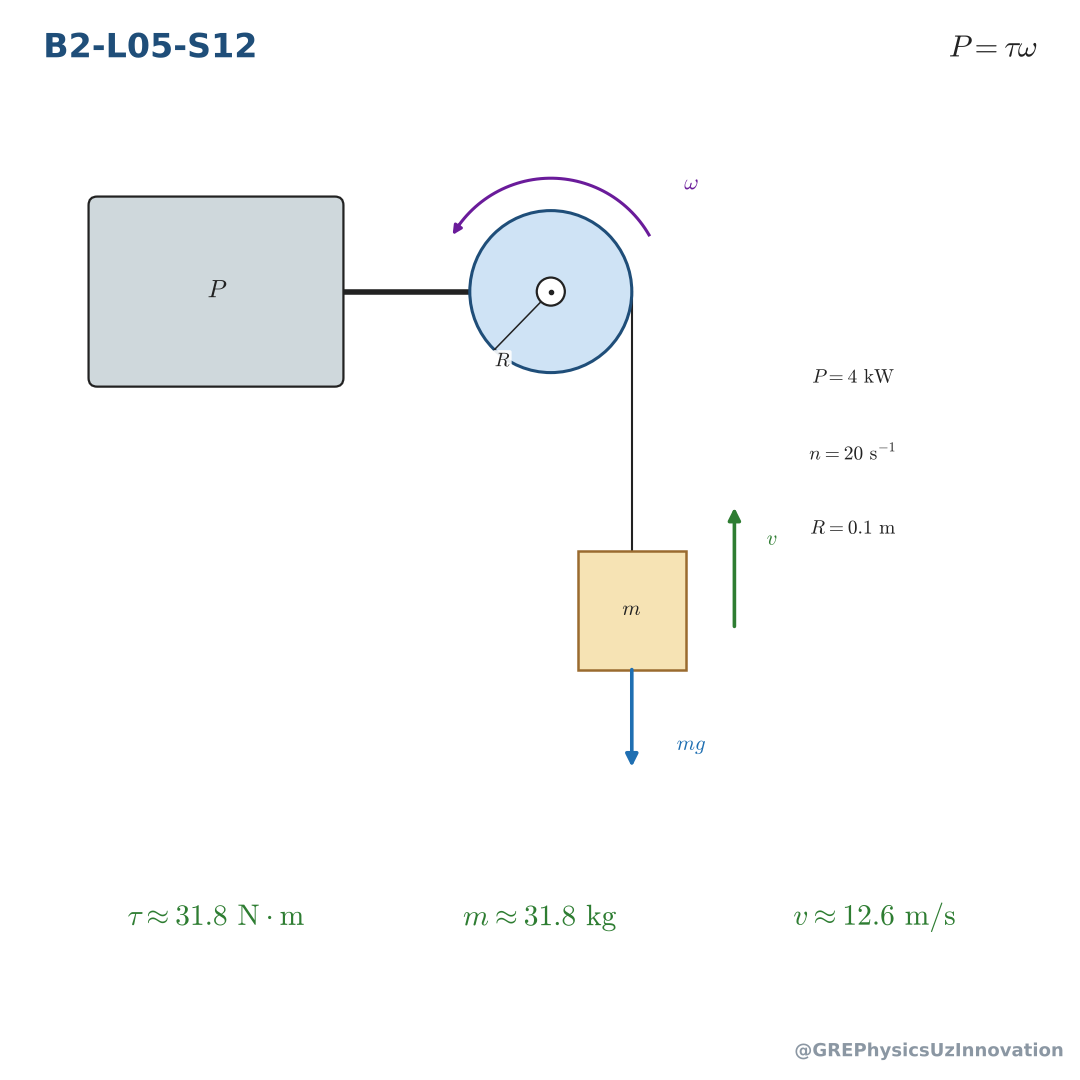 B2-L05-S12
P = τω
ω
P
R
P = 4 kW
n = 20 s⁻¹
R = 0.1 m
v
m
mg
τ ≈ 31.8 N · m
m ≈ 31.8 kg
v ≈ 12.6 m/s
@GREPhysicsUzInnovation